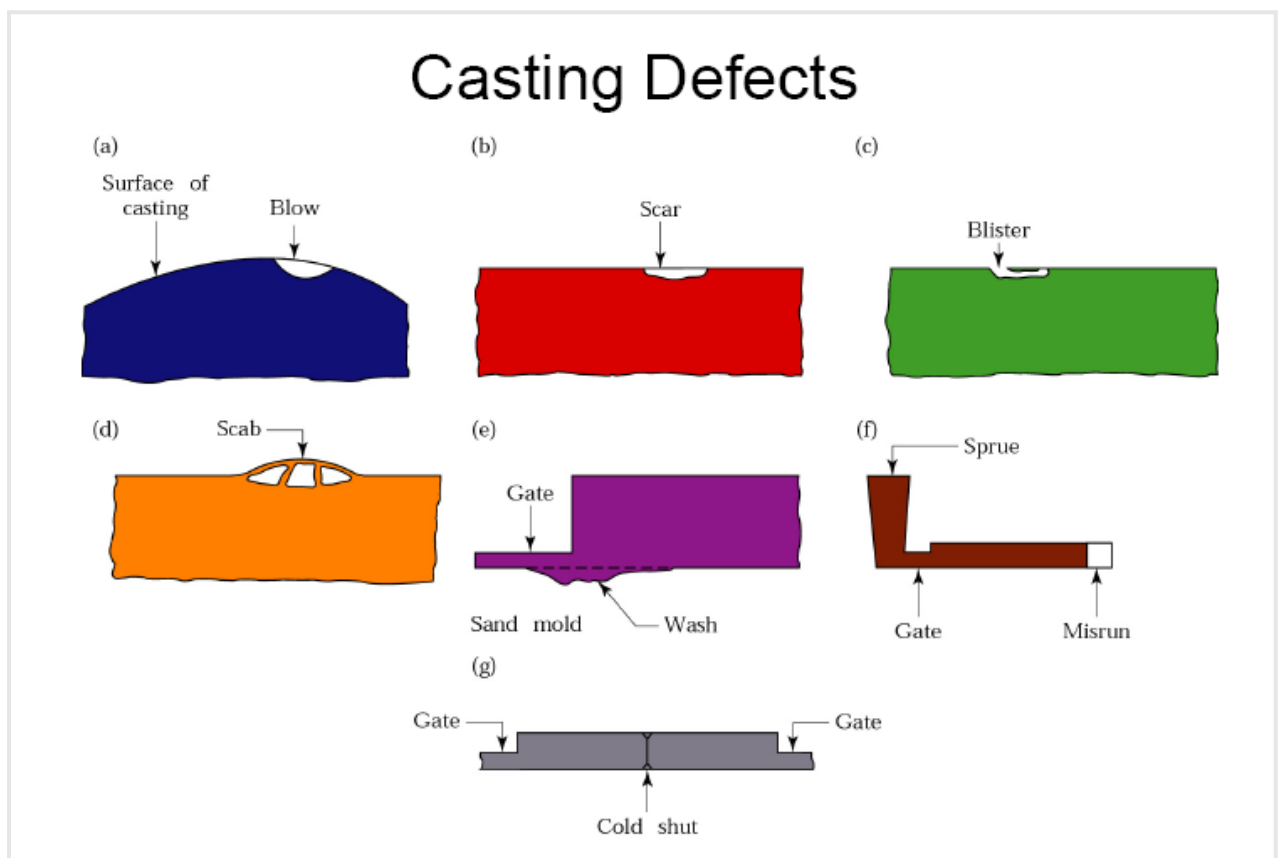 Casting Defects
(a)
(b)
(c)
Surface of
casting
Blow
Scar
Blister
(d)
Scab
(e)
(f)
Sprue
Gate
Sand mold
Wash
Gate
Misrun
(g)
Gate
Gate
Cold shut